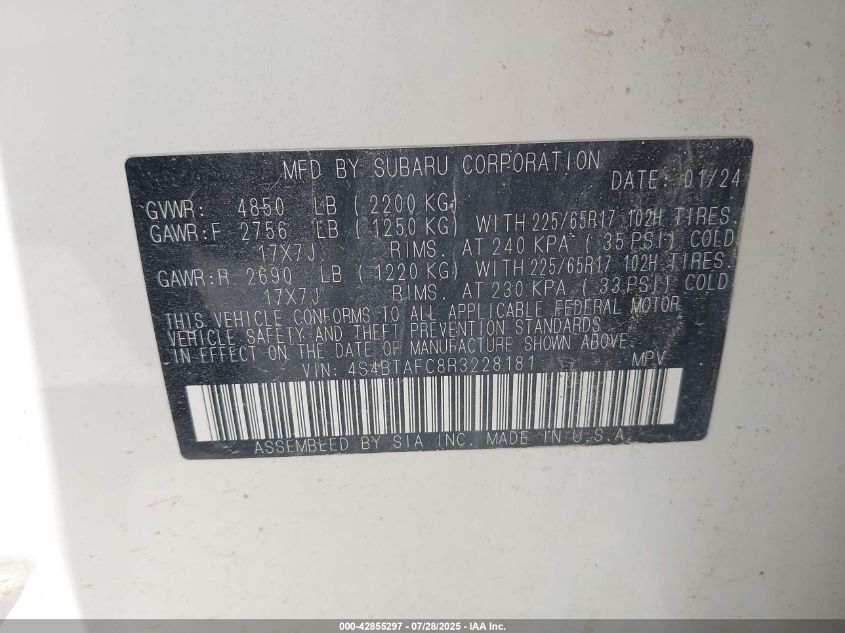 MFD BY SUBARU CORPORATION
DATE: 01/24
GVWR: 4850 LB (2200 KG)
GAWR:F 2756 LB (1250 KG) WITH 225/65R17 102H TIRES.
17X7J RIMS. AT 240 KPA (35 PSI) COLD
GAWR:R 2690 LB (1220 KG) WITH 225/65R17 102H TIRES.
17X7J RIMS. AT 230 KPA (33 PSI) COLD
THIS VEHICLE CONFORMS TO ALL APPLICABLE FEDERAL MOTOR
VEHICLE SAFETY AND THEFT PREVENTION STANDARDS
IN EFFECT ON THE DATE OF MANUFACTURE SHOWN ABOVE.
VIN: 4S4BTAFC8R3228181 MPV
ASSEMBLED BY SIA INC. MADE IN U.S.A.
000-42855297 - 07/28/2025 - IAA Inc.